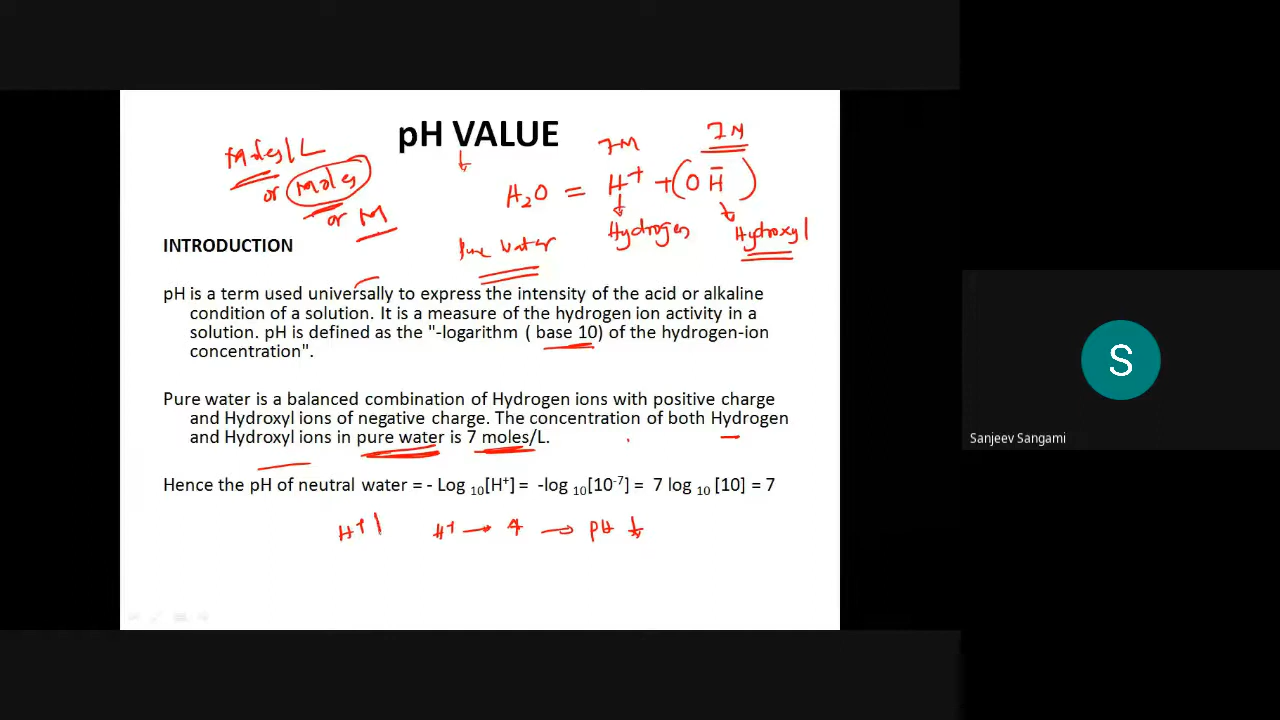 pH VALUE
7M
7M
Moles/L
or moles
or M
H₂O = H⁺ + (OH̄)
Hydrogen
Hydroxyl
Pure water
INTRODUCTION
pH is a term used universally to express the intensity of the acid or alkaline
condition of a solution. It is a measure of the hydrogen ion activity in a
solution. pH is defined as the "-logarithm ( base 10) of the hydrogen-ion
concentration".
Pure water is a balanced combination of Hydrogen ions with positive charge
and Hydroxyl ions of negative charge. The concentration of both Hydrogen
and Hydroxyl ions in pure water is 7 moles/L.
Hence the pH of neutral water = - Log ₁₀[H⁺] = -log ₁₀[10⁻⁷] = 7 log ₁₀ [10] = 7
H⁺ H⁺ → ↑ → pH ↓
S
Sanjeev Sangami